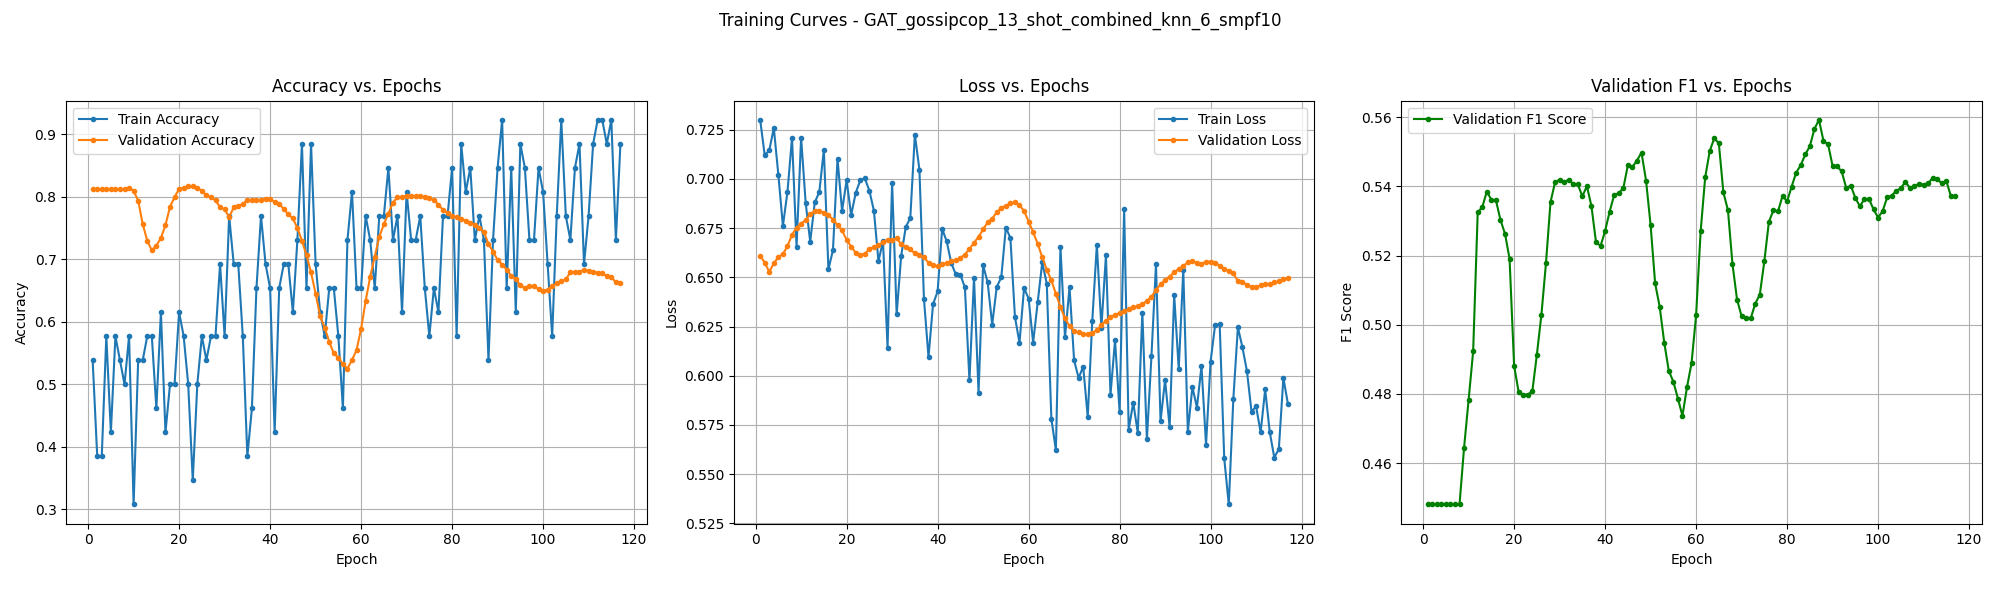 Training Curves - GAT_gossipcop_13_shot_combined_knn_6_smpf10
Accuracy vs. Epochs
Train Accuracy
Validation Accuracy
Accuracy
0.9
0.8
0.7
0.6
0.5
0.4
0.3
0 20 40 60 80 100 120
Epoch
Loss vs. Epochs
Train Loss
Validation Loss
Loss
0.725
0.700
0.675
0.650
0.625
0.600
0.575
0.550
0.525
0 20 40 60 80 100 120
Epoch
Validation F1 vs. Epochs
Validation F1 Score
F1 Score
0.56
0.54
0.52
0.50
0.48
0.46
0 20 40 60 80 100 120
Epoch